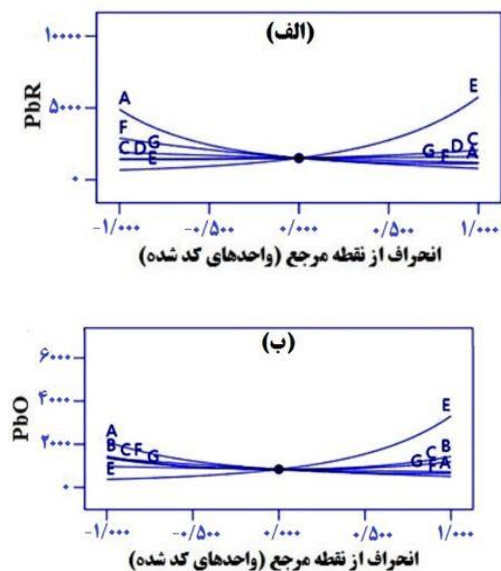 (الف)
۱۰۰۰۰
۵۰۰۰
۰
PbR
A
F
C D G
E
E
C
G F D A
-۱/۰۰۰ -۰/۵۰۰ ۰/۰۰۰ ۰/۵۰۰ ۱/۰۰۰
انحراف از نقطه مرجع (واحدهای کد شده)
(ب)
۶۰۰۰
۴۰۰۰
۲۰۰۰
۰
PbO
A
B C F G
E
E
B
C
G F A
-۱/۰۰۰ -۰/۵۰۰ ۰/۰۰۰ ۰/۵۰۰ ۱/۰۰۰
انحراف از نقطه مرجع (واحدهای کد شده)